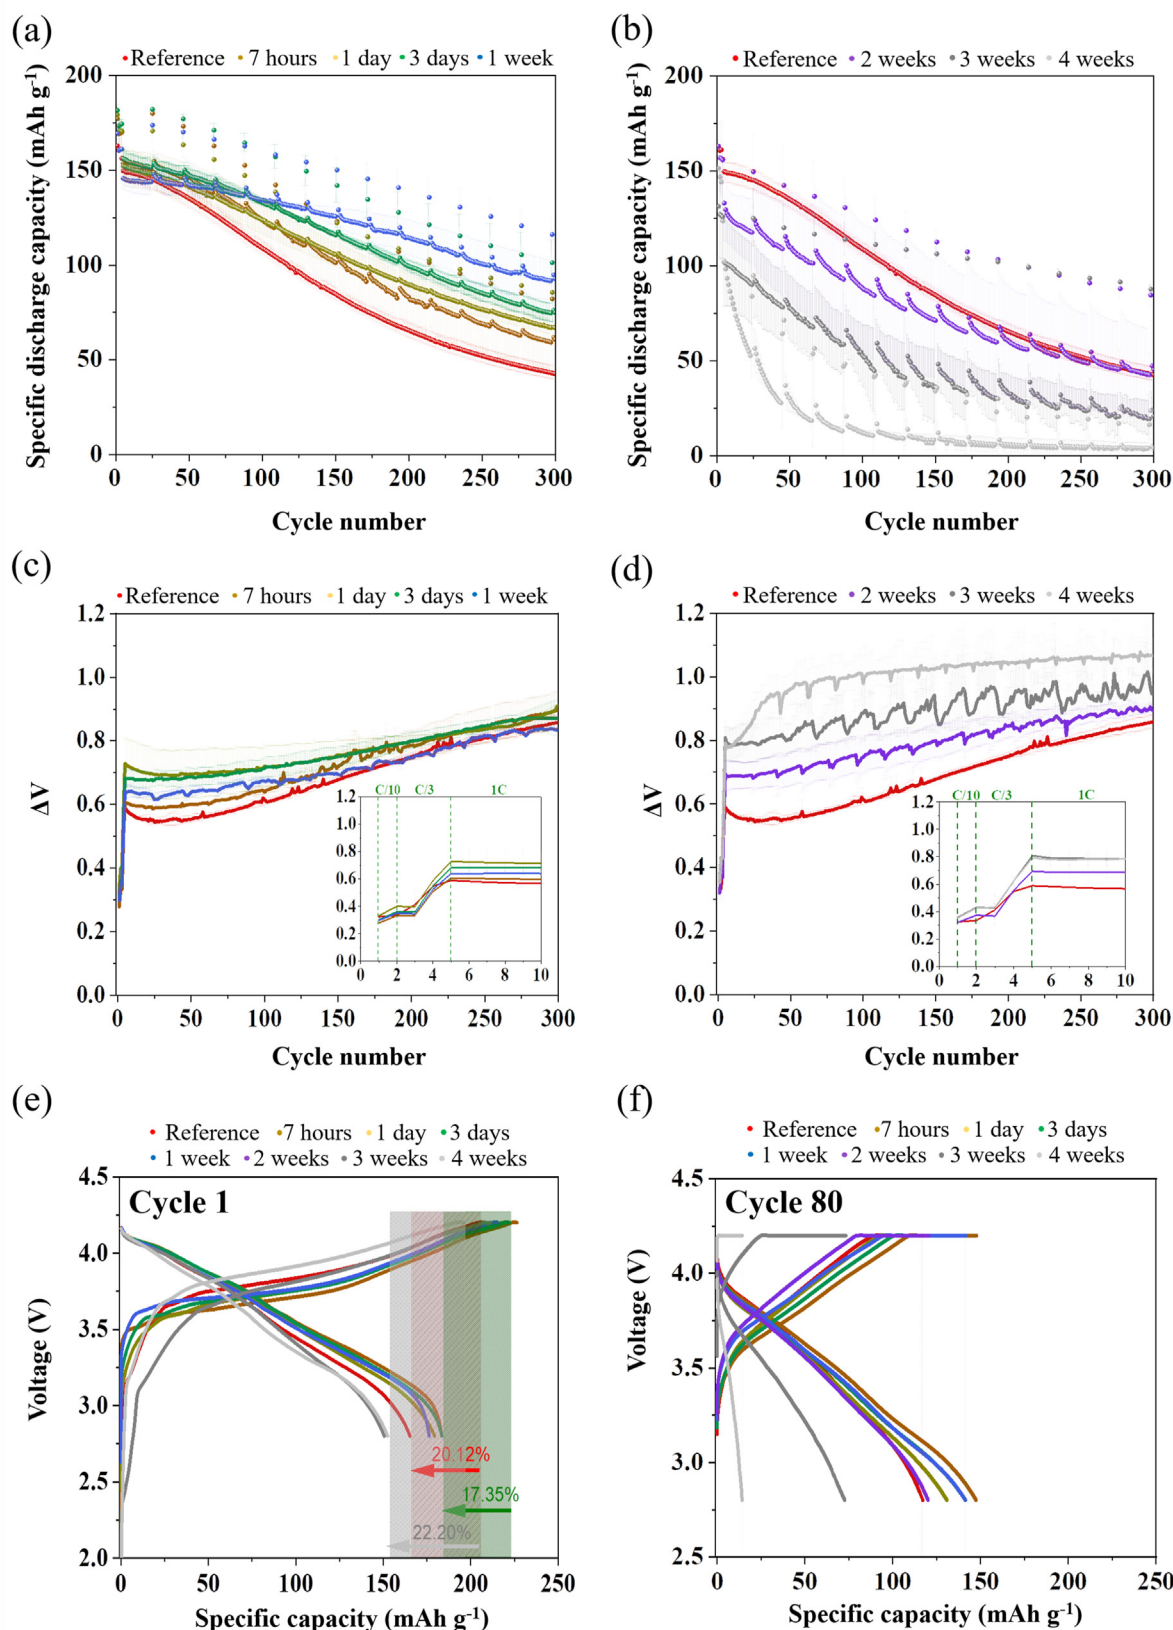 (a)
Reference 7 hours 1 day 3 days 1 week
Specific discharge capacity (mAh g⁻¹)
200
150
100
50
0
0 50 100 150 200 250 300
Cycle number
(b)
Reference 2 weeks 3 weeks 4 weeks
Specific discharge capacity (mAh g⁻¹)
200
150
100
50
0
0 50 100 150 200 250 300
Cycle number
(c)
Reference 7 hours 1 day 3 days 1 week
ΔV
1.2
1.0
0.8
0.6
0.4
0.2
0.0
0 50 100 150 200 250 300
Cycle number
C/10 C/3 1C
1.2
1.0
0.8
0.6
0.4
0.2
0.0
0 2 4 6 8 10
(d)
Reference 2 weeks 3 weeks 4 weeks
ΔV
1.2
1.0
0.8
0.6
0.4
0.2
0.0
0 50 100 150 200 250 300
Cycle number
C/10 C/3 1C
1.2
1.0
0.8
0.6
0.4
0.2
0.0
0 2 4 6 8 10
(e)
Reference 7 hours 1 day 3 days
1 week 2 weeks 3 weeks 4 weeks
Cycle 1
Voltage (V)
4.5
4.0
3.5
3.0
2.5
2.0
20.12%
17.35%
22.20%
0 50 100 150 200 250
Specific capacity (mAh g⁻¹)
(f)
Reference 7 hours 1 day 3 days
1 week 2 weeks 3 weeks 4 weeks
Cycle 80
Voltage (V)
4.5
4.0
3.5
3.0
2.5
0 50 100 150 200 250
Specific capacity (mAh g⁻¹)